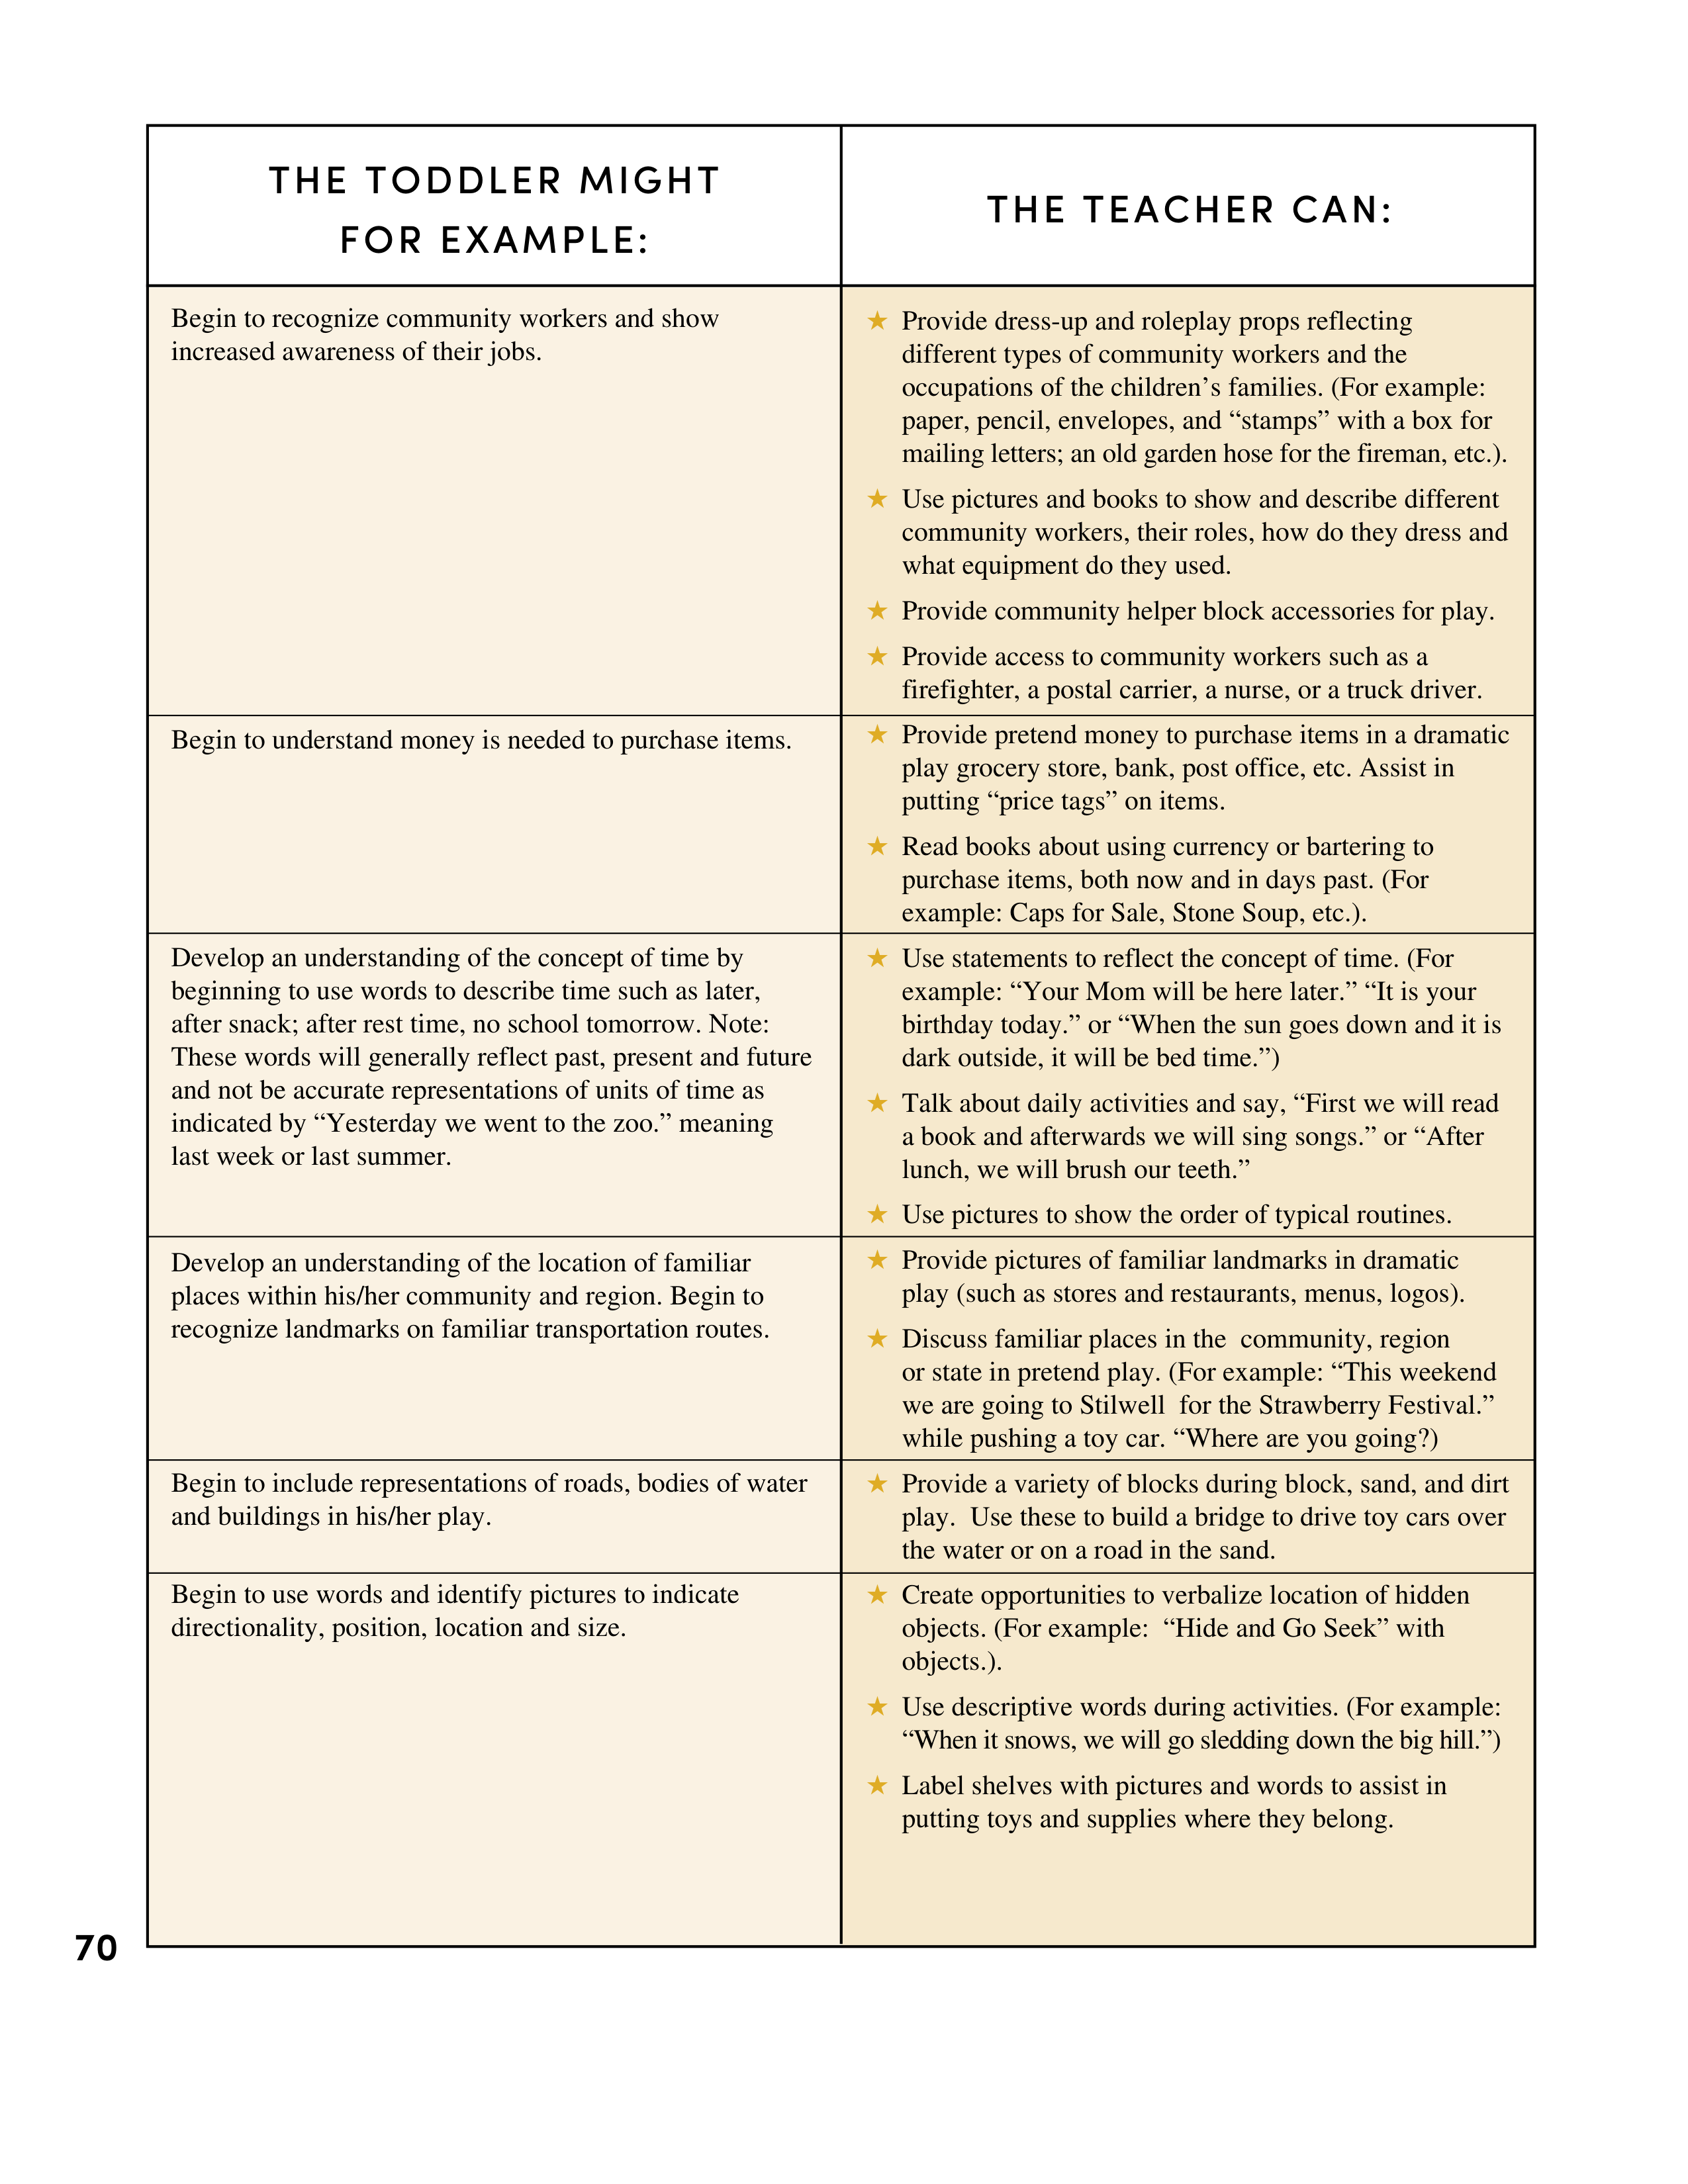 THE TODDLER MIGHT
FOR EXAMPLE:
THE TEACHER CAN:
Begin to recognize community workers and show
increased awareness of their jobs.
★ Provide dress-up and roleplay props reflecting
different types of community workers and the
occupations of the children’s families. (For example:
paper, pencil, envelopes, and “stamps” with a box for
mailing letters; an old garden hose for the fireman, etc.).
★ Use pictures and books to show and describe different
community workers, their roles, how do they dress and
what equipment do they used.
★ Provide community helper block accessories for play.
★ Provide access to community workers such as a
firefighter, a postal carrier, a nurse, or a truck driver.
Begin to understand money is needed to purchase items.
★ Provide pretend money to purchase items in a dramatic
play grocery store, bank, post office, etc. Assist in
putting “price tags” on items.
★ Read books about using currency or bartering to
purchase items, both now and in days past. (For
example: Caps for Sale, Stone Soup, etc.).
Develop an understanding of the concept of time by
beginning to use words to describe time such as later,
after snack; after rest time, no school tomorrow. Note:
These words will generally reflect past, present and future
and not be accurate representations of units of time as
indicated by “Yesterday we went to the zoo.” meaning
last week or last summer.
★ Use statements to reflect the concept of time. (For
example: “Your Mom will be here later.” “It is your
birthday today.” or “When the sun goes down and it is
dark outside, it will be bed time.”)
★ Talk about daily activities and say, “First we will read
a book and afterwards we will sing songs.” or “After
lunch, we will brush our teeth.”
★ Use pictures to show the order of typical routines.
Develop an understanding of the location of familiar
places within his/her community and region. Begin to
recognize landmarks on familiar transportation routes.
★ Provide pictures of familiar landmarks in dramatic
play (such as stores and restaurants, menus, logos).
★ Discuss familiar places in the  community, region
or state in pretend play. (For example: “This weekend
we are going to Stilwell  for the Strawberry Festival.”
while pushing a toy car. “Where are you going?)
Begin to include representations of roads, bodies of water
and buildings in his/her play.
★ Provide a variety of blocks during block, sand, and dirt
play.  Use these to build a bridge to drive toy cars over
the water or on a road in the sand.
Begin to use words and identify pictures to indicate
directionality, position, location and size.
★ Create opportunities to verbalize location of hidden
objects. (For example:  “Hide and Go Seek” with
objects.).
★ Use descriptive words during activities. (For example:
“When it snows, we will go sledding down the big hill.”)
★ Label shelves with pictures and words to assist in
putting toys and supplies where they belong.
70